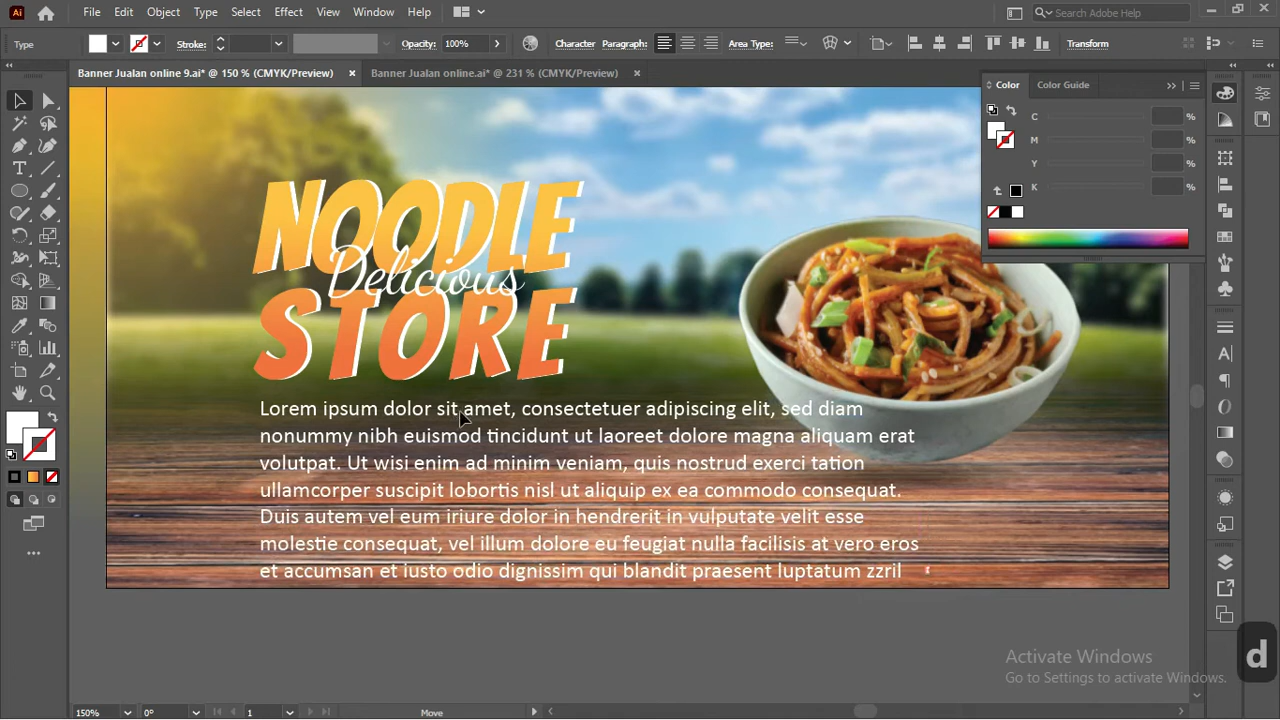 Ai File Edit Object Type Select Effect View Window Help Search Adobe Help
Type Stroke: Opacity: 100% Character Paragraph: Area Type: Transform
Banner Jualan online 9.ai* @ 150 % (CMYK/Preview) × Banner Jualan online.ai* @ 231 % (CMYK/Preview) ×
Color Color Guide
C %
M %
Y %
K %
NOODLE
Delicious
STORE
Lorem ipsum dolor sit amet, consectetuer adipiscing elit, sed diam
nonummy nibh euismod tincidunt ut laoreet dolore magna aliquam erat
volutpat. Ut wisi enim ad minim veniam, quis nostrud exerci tation
ullamcorper suscipit lobortis nisl ut aliquip ex ea commodo consequat.
Duis autem vel eum iriure dolor in hendrerit in vulputate velit esse
molestie consequat, vel illum dolore eu feugiat nulla facilisis at vero eros
et accumsan et iusto odio dignissim qui blandit praesent luptatum zzril
d
Activate Windows
Go to Settings to activate Windows.
150% 0° 1 Move